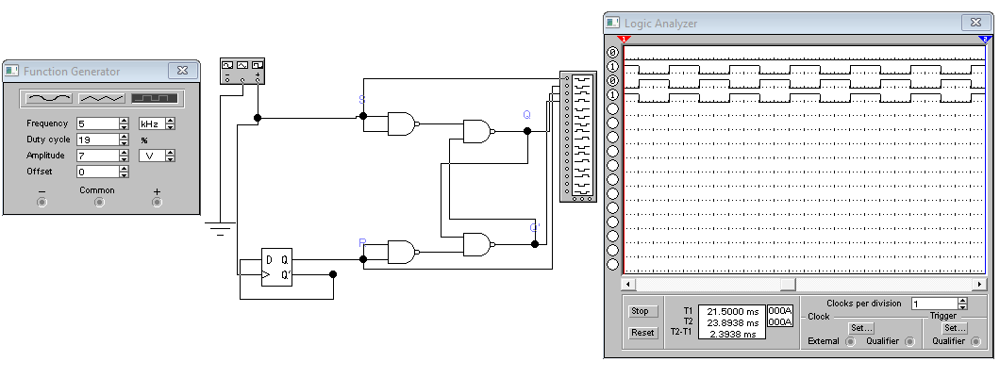 Function Generator
Frequency 5 kHz
Duty cycle 19 %
Amplitude 7 V
Offset 0
Common
− +
− +
S
Q
R
Q'
D Q
Q'
Logic Analyzer
1 2
0
1
0
1
Clocks per division 1
Stop
Reset
T1 21.5000 ms 000A
T2 23.8938 ms 000A
T2-T1 2.3938 ms
Clock
Set...
External Qualifier
Trigger
Set...
Qualifier